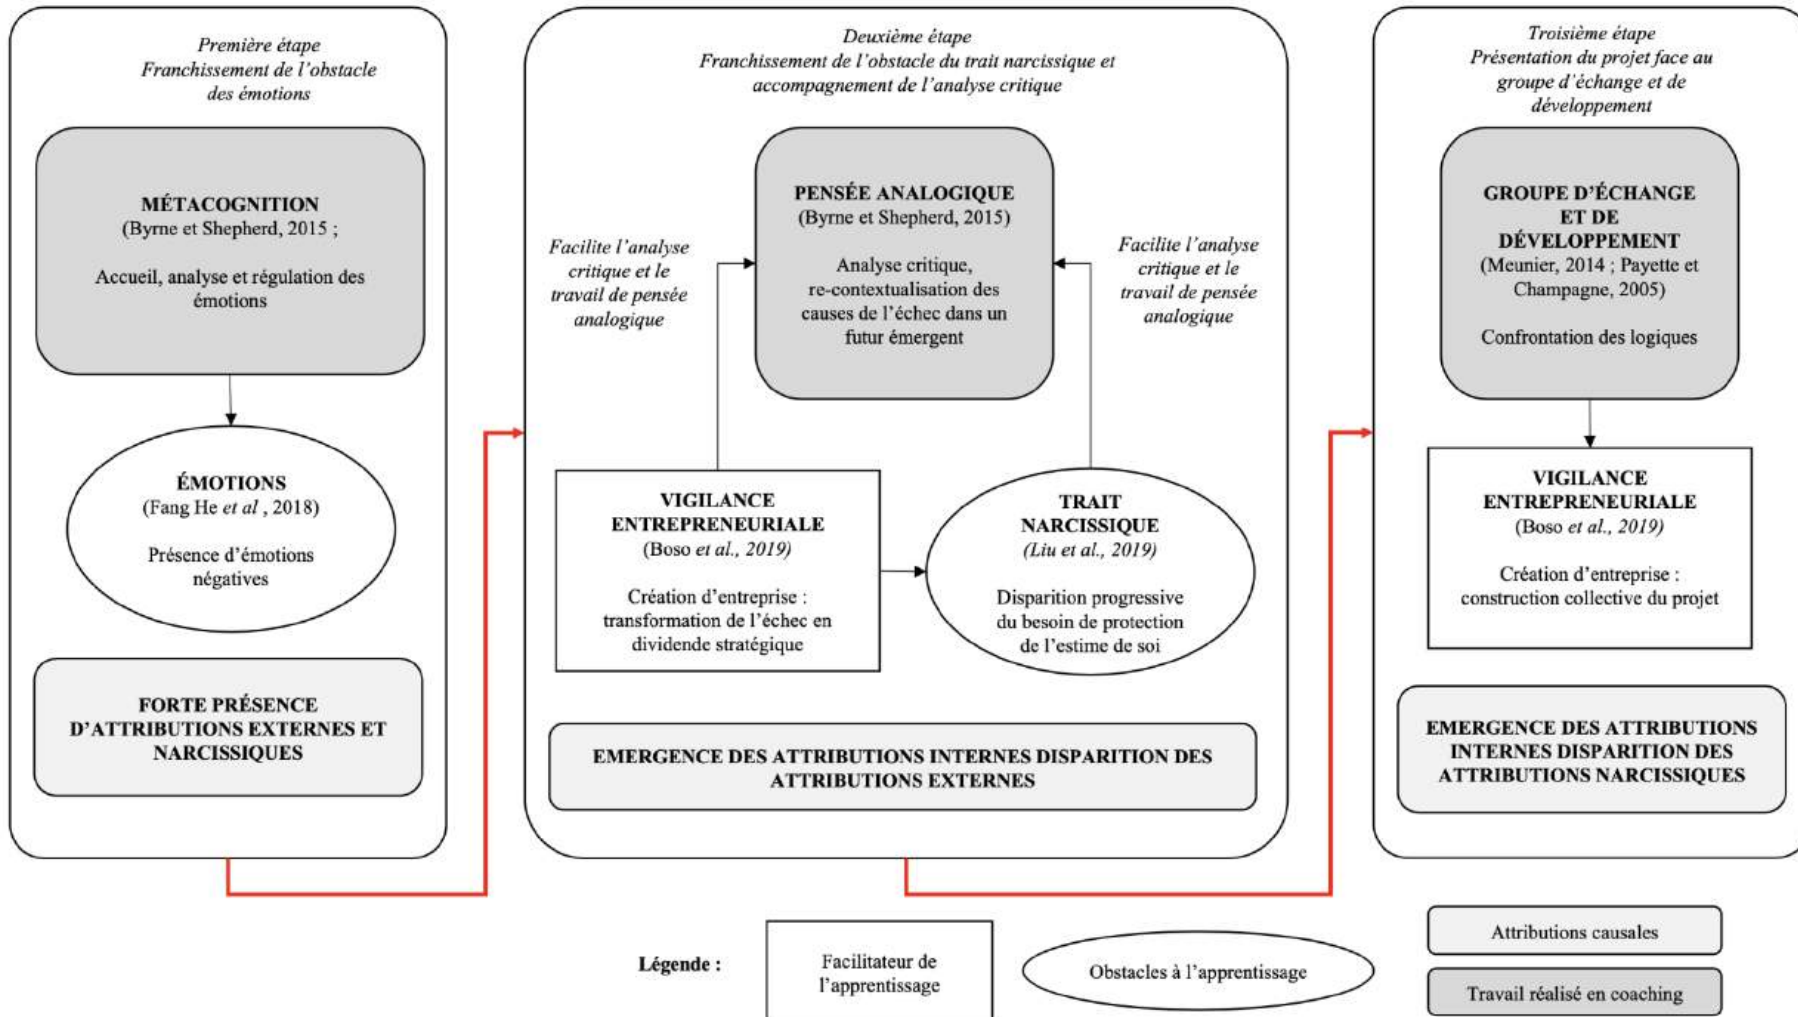 Première étape
Franchissement de l'obstacle
des émotions
MÉTACOGNITION
(Byrne et Shepherd, 2015 ;
Accueil, analyse et régulation des
émotions
ÉMOTIONS
(Fang He et al , 2018)
Présence d'émotions
négatives
FORTE PRÉSENCE
D'ATTRIBUTIONS EXTERNES ET
NARCISSIQUES
Deuxième étape
Franchissement de l'obstacle du trait narcissique et
accompagnement de l'analyse critique
Facilite l'analyse
critique et le
travail de pensée
analogique
PENSÉE ANALOGIQUE
(Byrne et Shepherd, 2015)
Analyse critique,
re-contextualisation des
causes de l'échec dans un
futur émergent
Facilite l'analyse
critique et le
travail de pensée
analogique
VIGILANCE
ENTREPRENEURIALE
(Boso et al., 2019)
Création d'entreprise :
transformation de l'échec en
dividende stratégique
TRAIT
NARCISSIQUE
(Liu et al., 2019)
Disparition progressive
du besoin de protection
de l'estime de soi
EMERGENCE DES ATTRIBUTIONS INTERNES DISPARITION DES
ATTRIBUTIONS EXTERNES
Troisième étape
Présentation du projet face au
groupe d'échange et de
développement
GROUPE D'ÉCHANGE
ET DE
DÉVELOPPEMENT
(Meunier, 2014 ; Payette et
Champagne, 2005)
Confrontation des logiques
VIGILANCE
ENTREPRENEURIALE
(Boso et al., 2019)
Création d'entreprise :
construction collective du projet
EMERGENCE DES ATTRIBUTIONS
INTERNES DISPARITION DES
ATTRIBUTIONS NARCISSIQUES
Légende :
Facilitateur de
l'apprentissage
Obstacles à l'apprentissage
Attributions causales
Travail réalisé en coaching